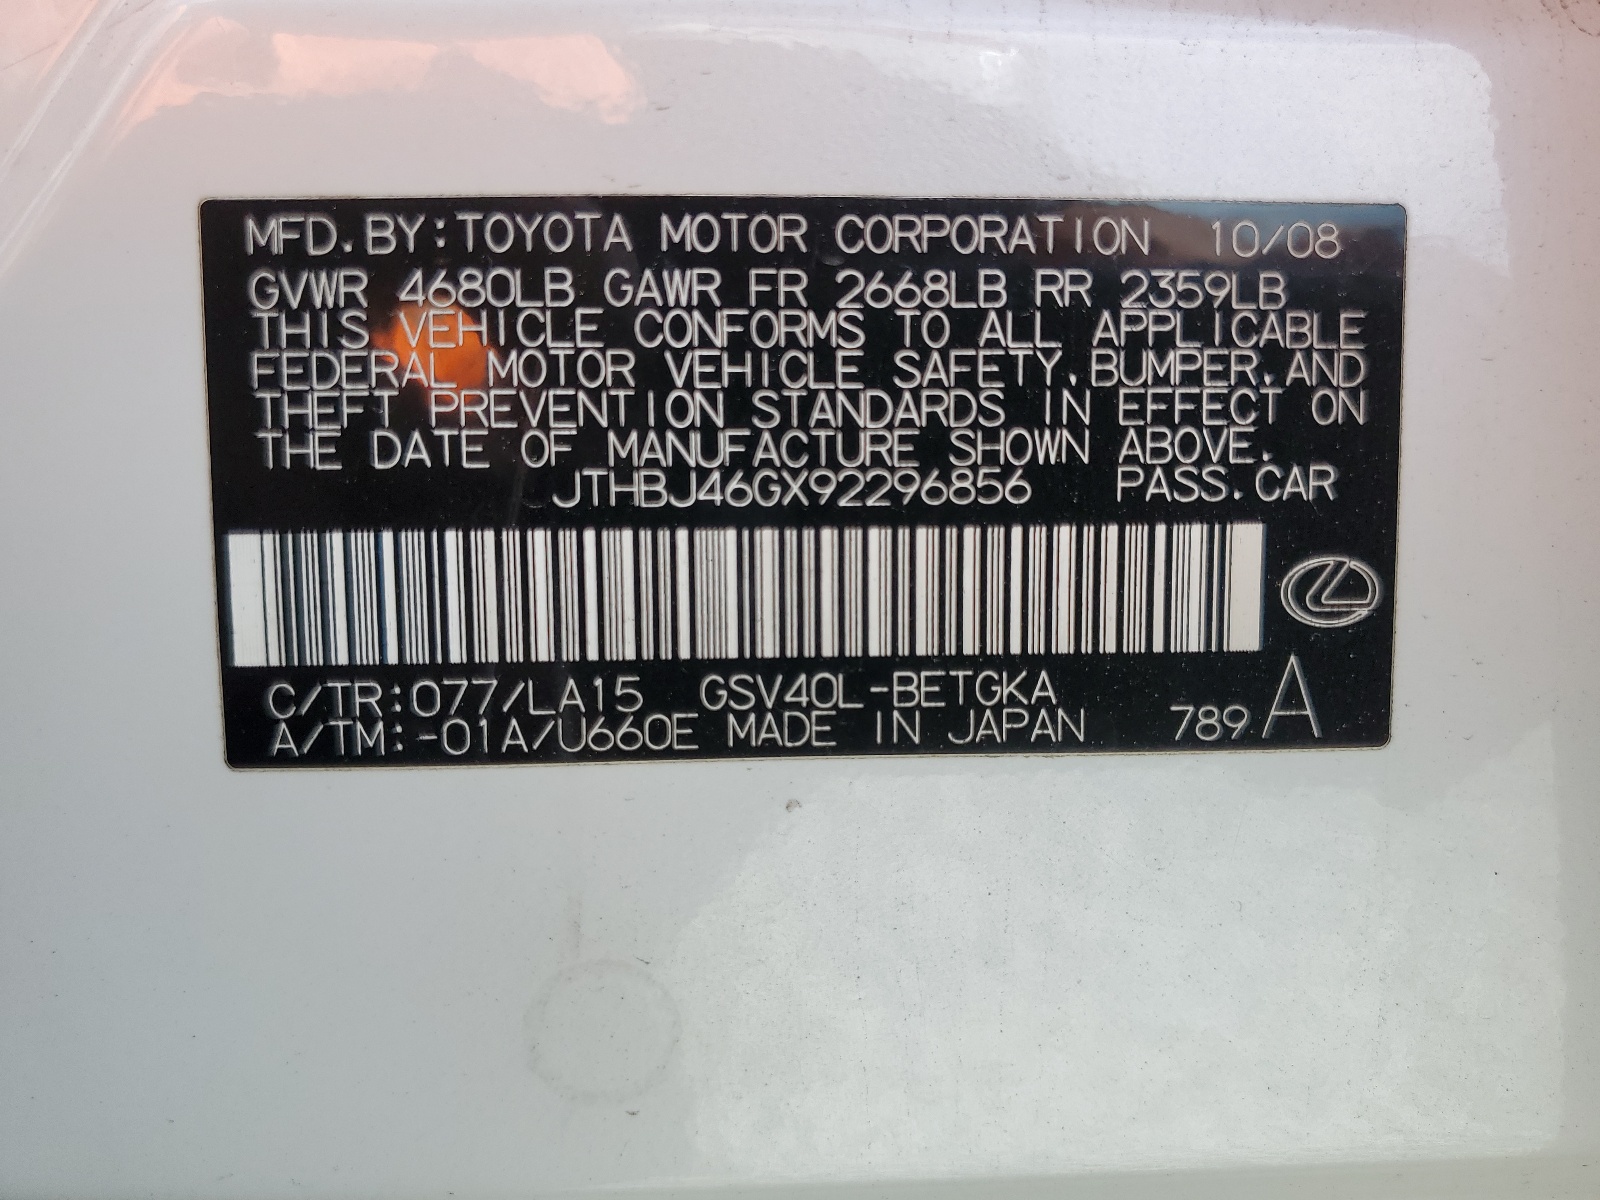 MFD. BY: TOYOTA MOTOR CORPORATION 10/08
GVWR 4680LB GAWR FR 2668LB RR 2359LB
THIS VEHICLE CONFORMS TO ALL APPLICABLE
FEDERAL MOTOR VEHICLE SAFETY, BUMPER, AND
THEFT PREVENTION STANDARDS IN EFFECT ON
THE DATE OF MANUFACTURE SHOWN ABOVE.
JTHBJ46GX92296856 PASS. CAR
C/TR: 077/LA15 GSV40L-BETGKA
A/TM: -01A/U660E MADE IN JAPAN 789 A